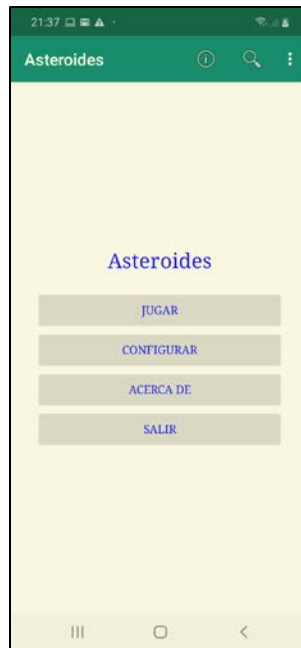 21:37
Asteroides
Asteroides
JUGAR
CONFIGURAR
ACERCA DE
SALIR